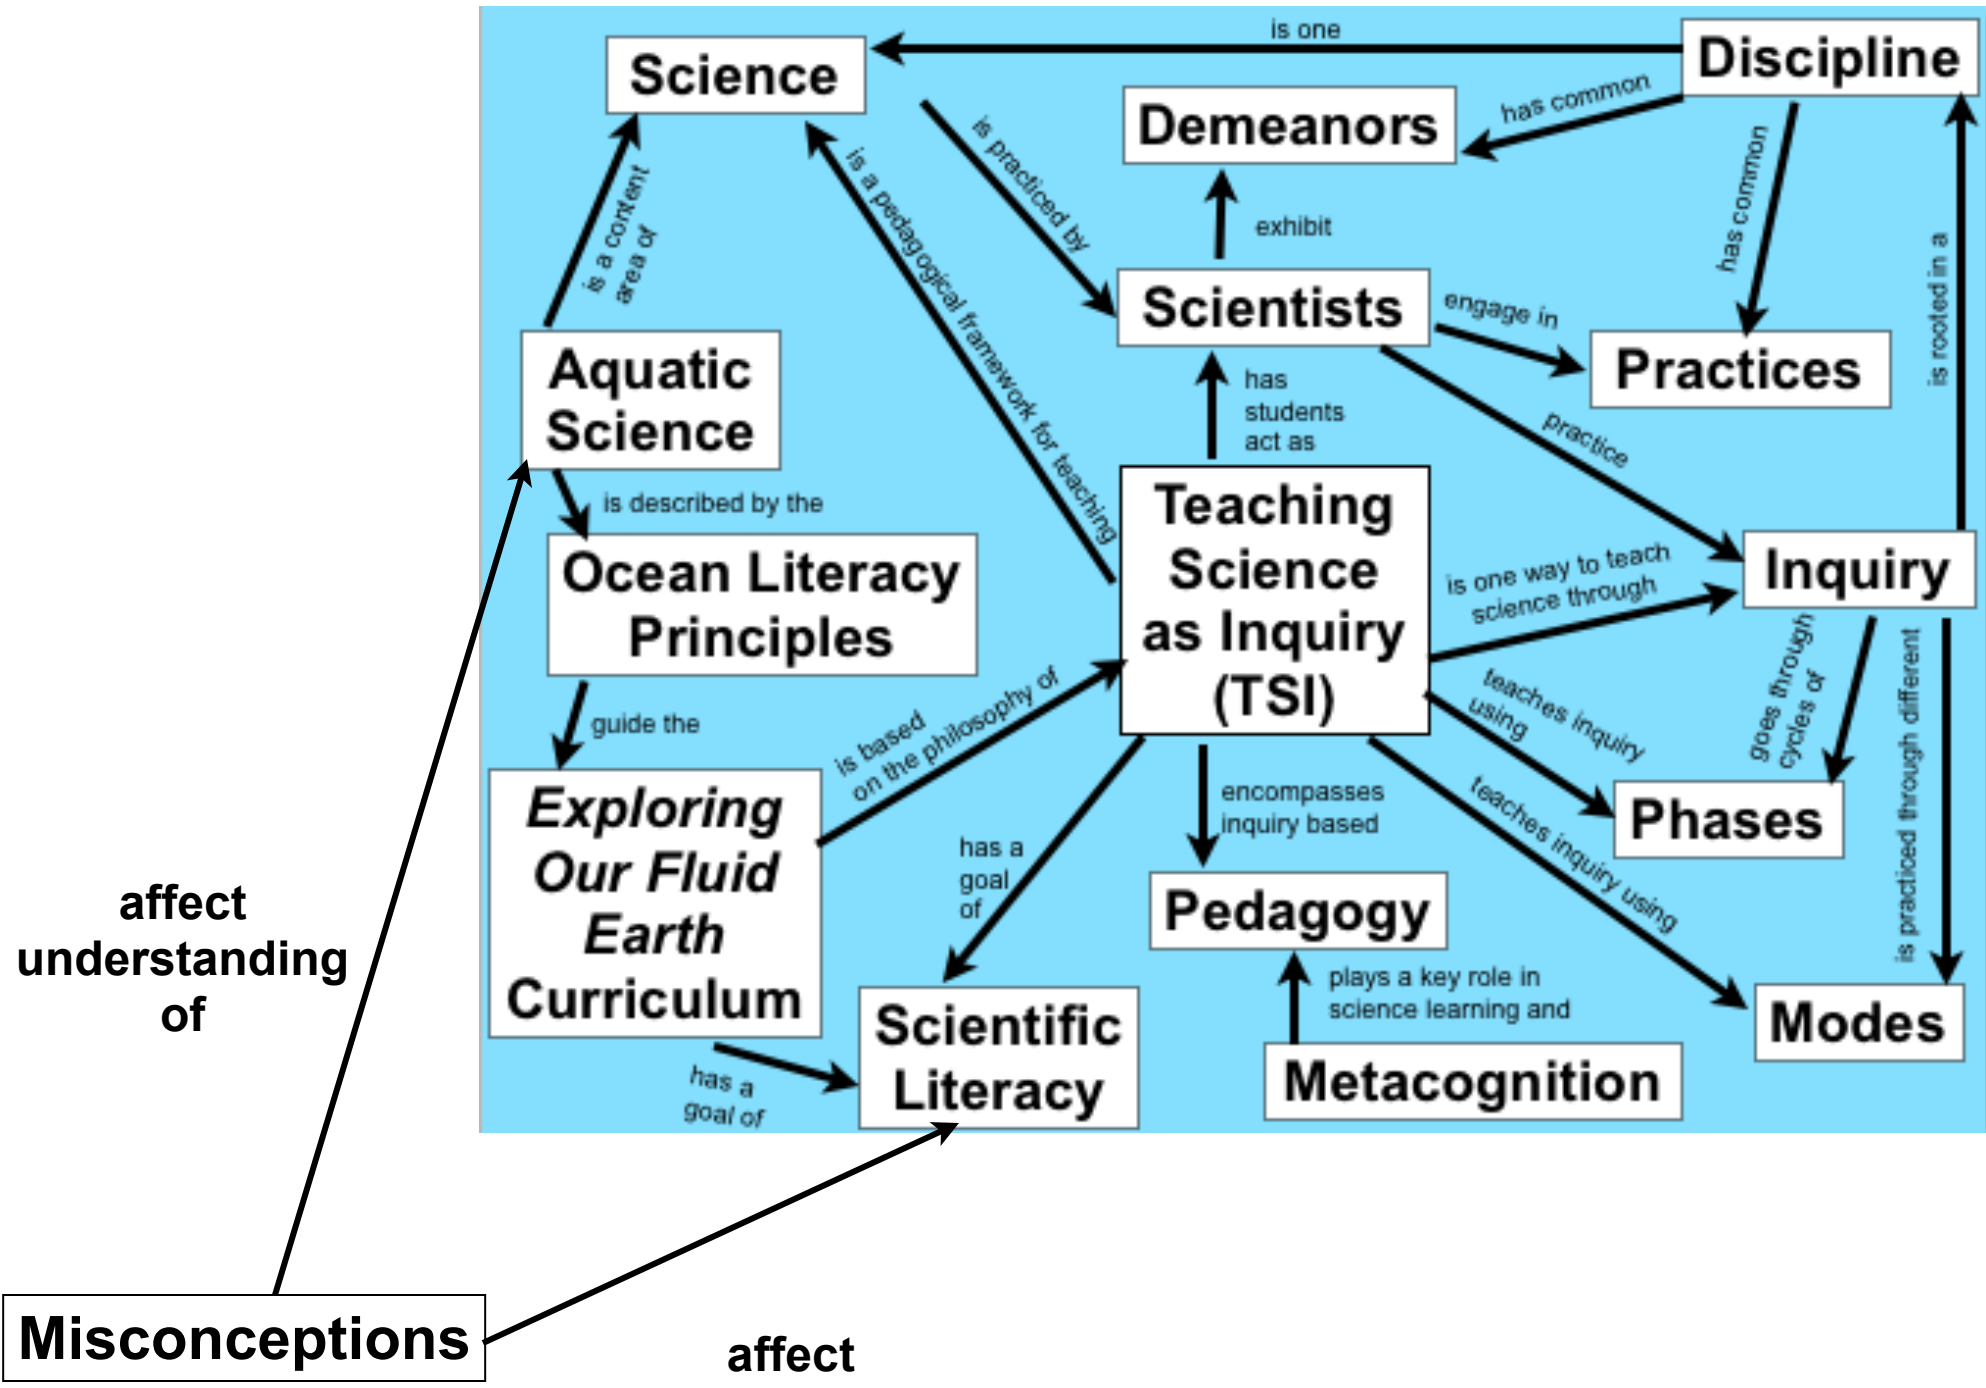 is one
Science
Discipline
has common
Demeanors
is practiced by
is a pedagogical framework for teaching
has common
is a content
area of
exhibit
is rooted in a
Scientists
engage in
Practices
Aquatic
Science
has
students
act as
practice
is described by the
Teaching
Science
as Inquiry
(TSI)
Ocean Literacy
Principles
is one way to teach
science through
Inquiry
guide the
is based
on the philosophy of
teaches inquiry
using
goes through
cycles of
is practiced through different
Exploring
Our Fluid
Earth
Curriculum
encompasses
inquiry based
teaches inquiry using
Phases
has a
goal
of
Pedagogy
affect
understanding
of
plays a key role in
science learning and
Scientific
Literacy
Modes
Metacognition
has a
goal of
Misconceptions
affect